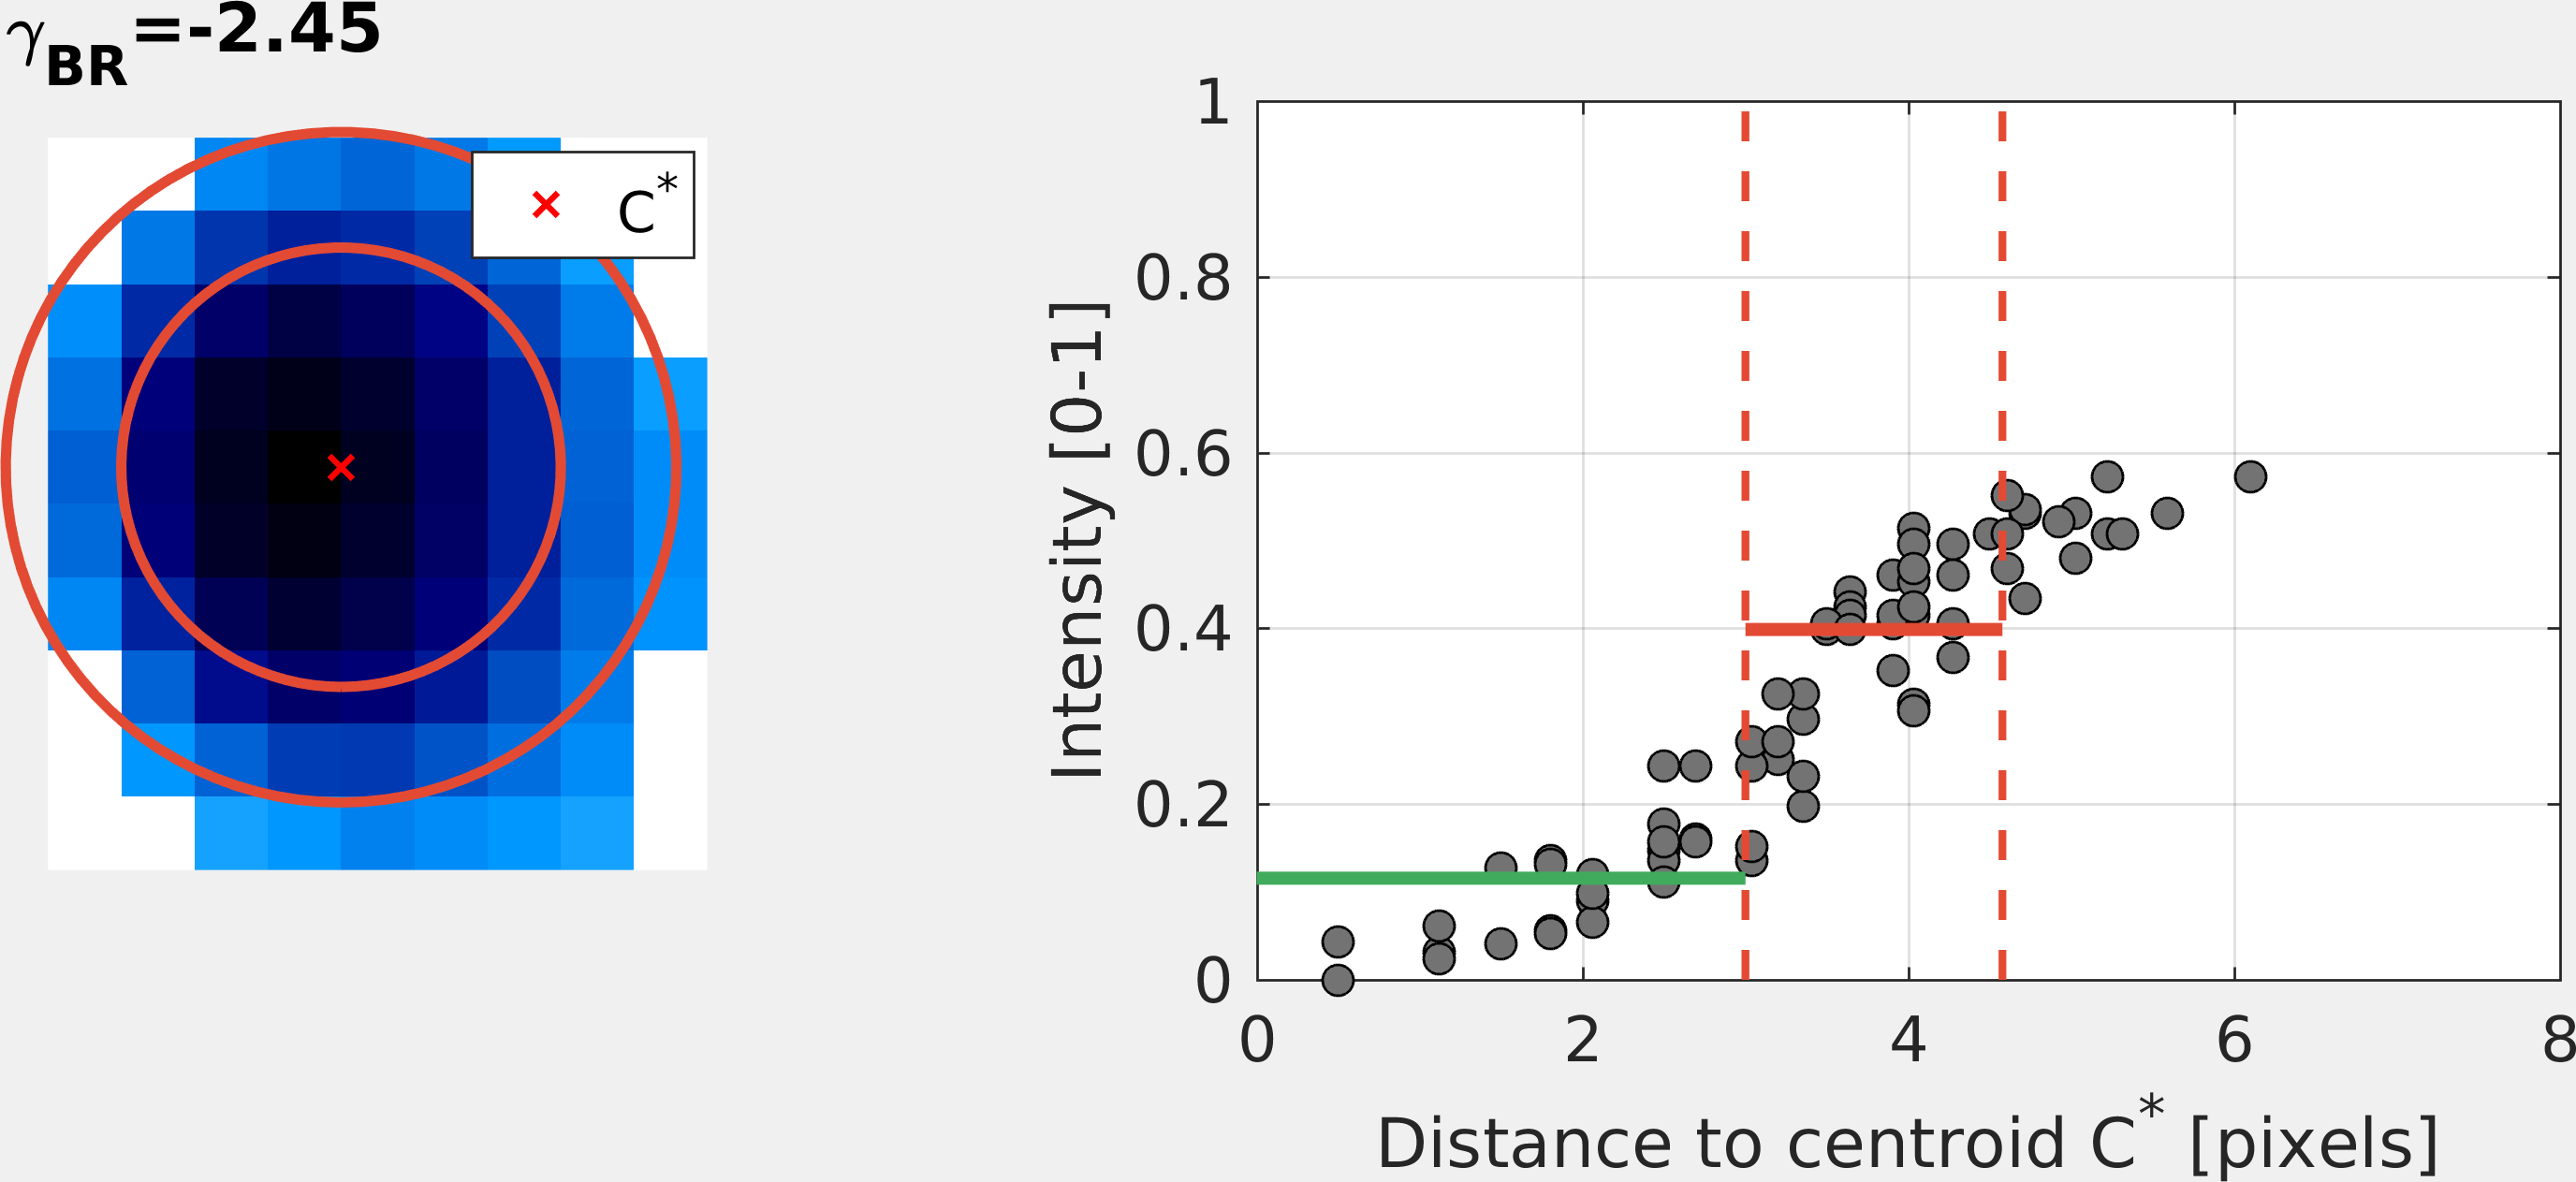 γBR=-2.45
C*
1
0.8
0.6
0.4
0.2
0
0 2 4 6 8
Intensity [0-1]
Distance to centroid C* [pixels]